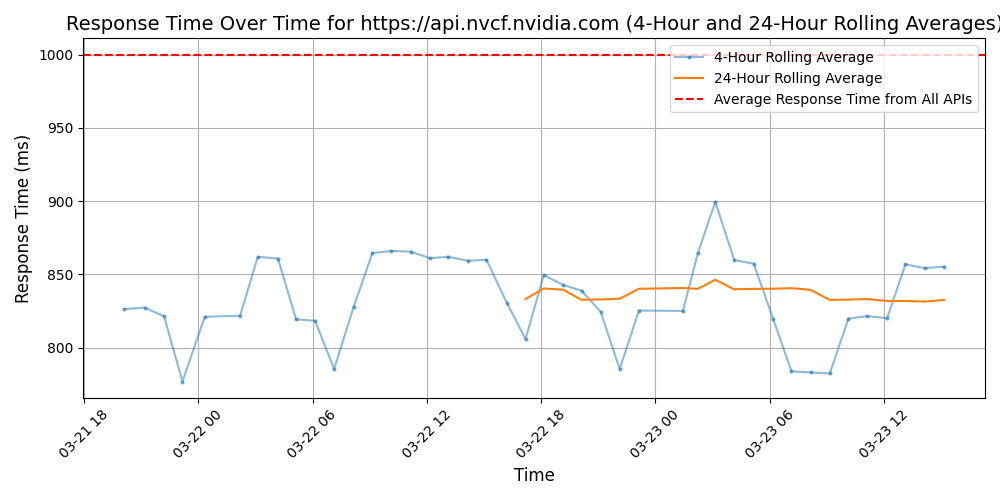 Response Time Over Time for https://api.nvcf.nvidia.com (4-Hour and 24-Hour Rolling Averages)
4-Hour Rolling Average
24-Hour Rolling Average
Average Response Time from All APIs
Response Time (ms)
1000
950
900
850
800
03-21 18
03-22 00
03-22 06
03-22 12
03-22 18
03-23 00
03-23 06
03-23 12
Time